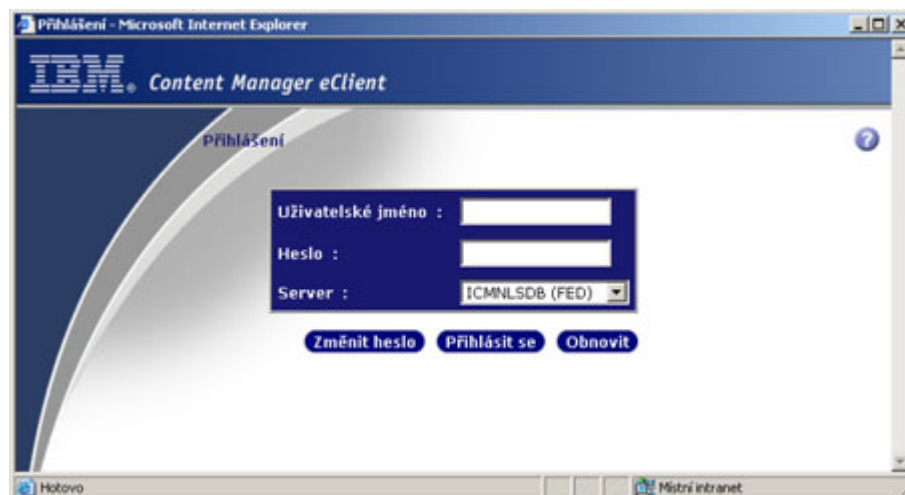 Přihlášení - Microsoft Internet Explorer
IBM® Content Manager eClient
Přihlášení
?
Uživatelské jméno :
Heslo :
Server : ICMNLSDB (FED)
Změnit heslo Přihlásit se Obnovit
Hotovo Místní intranet